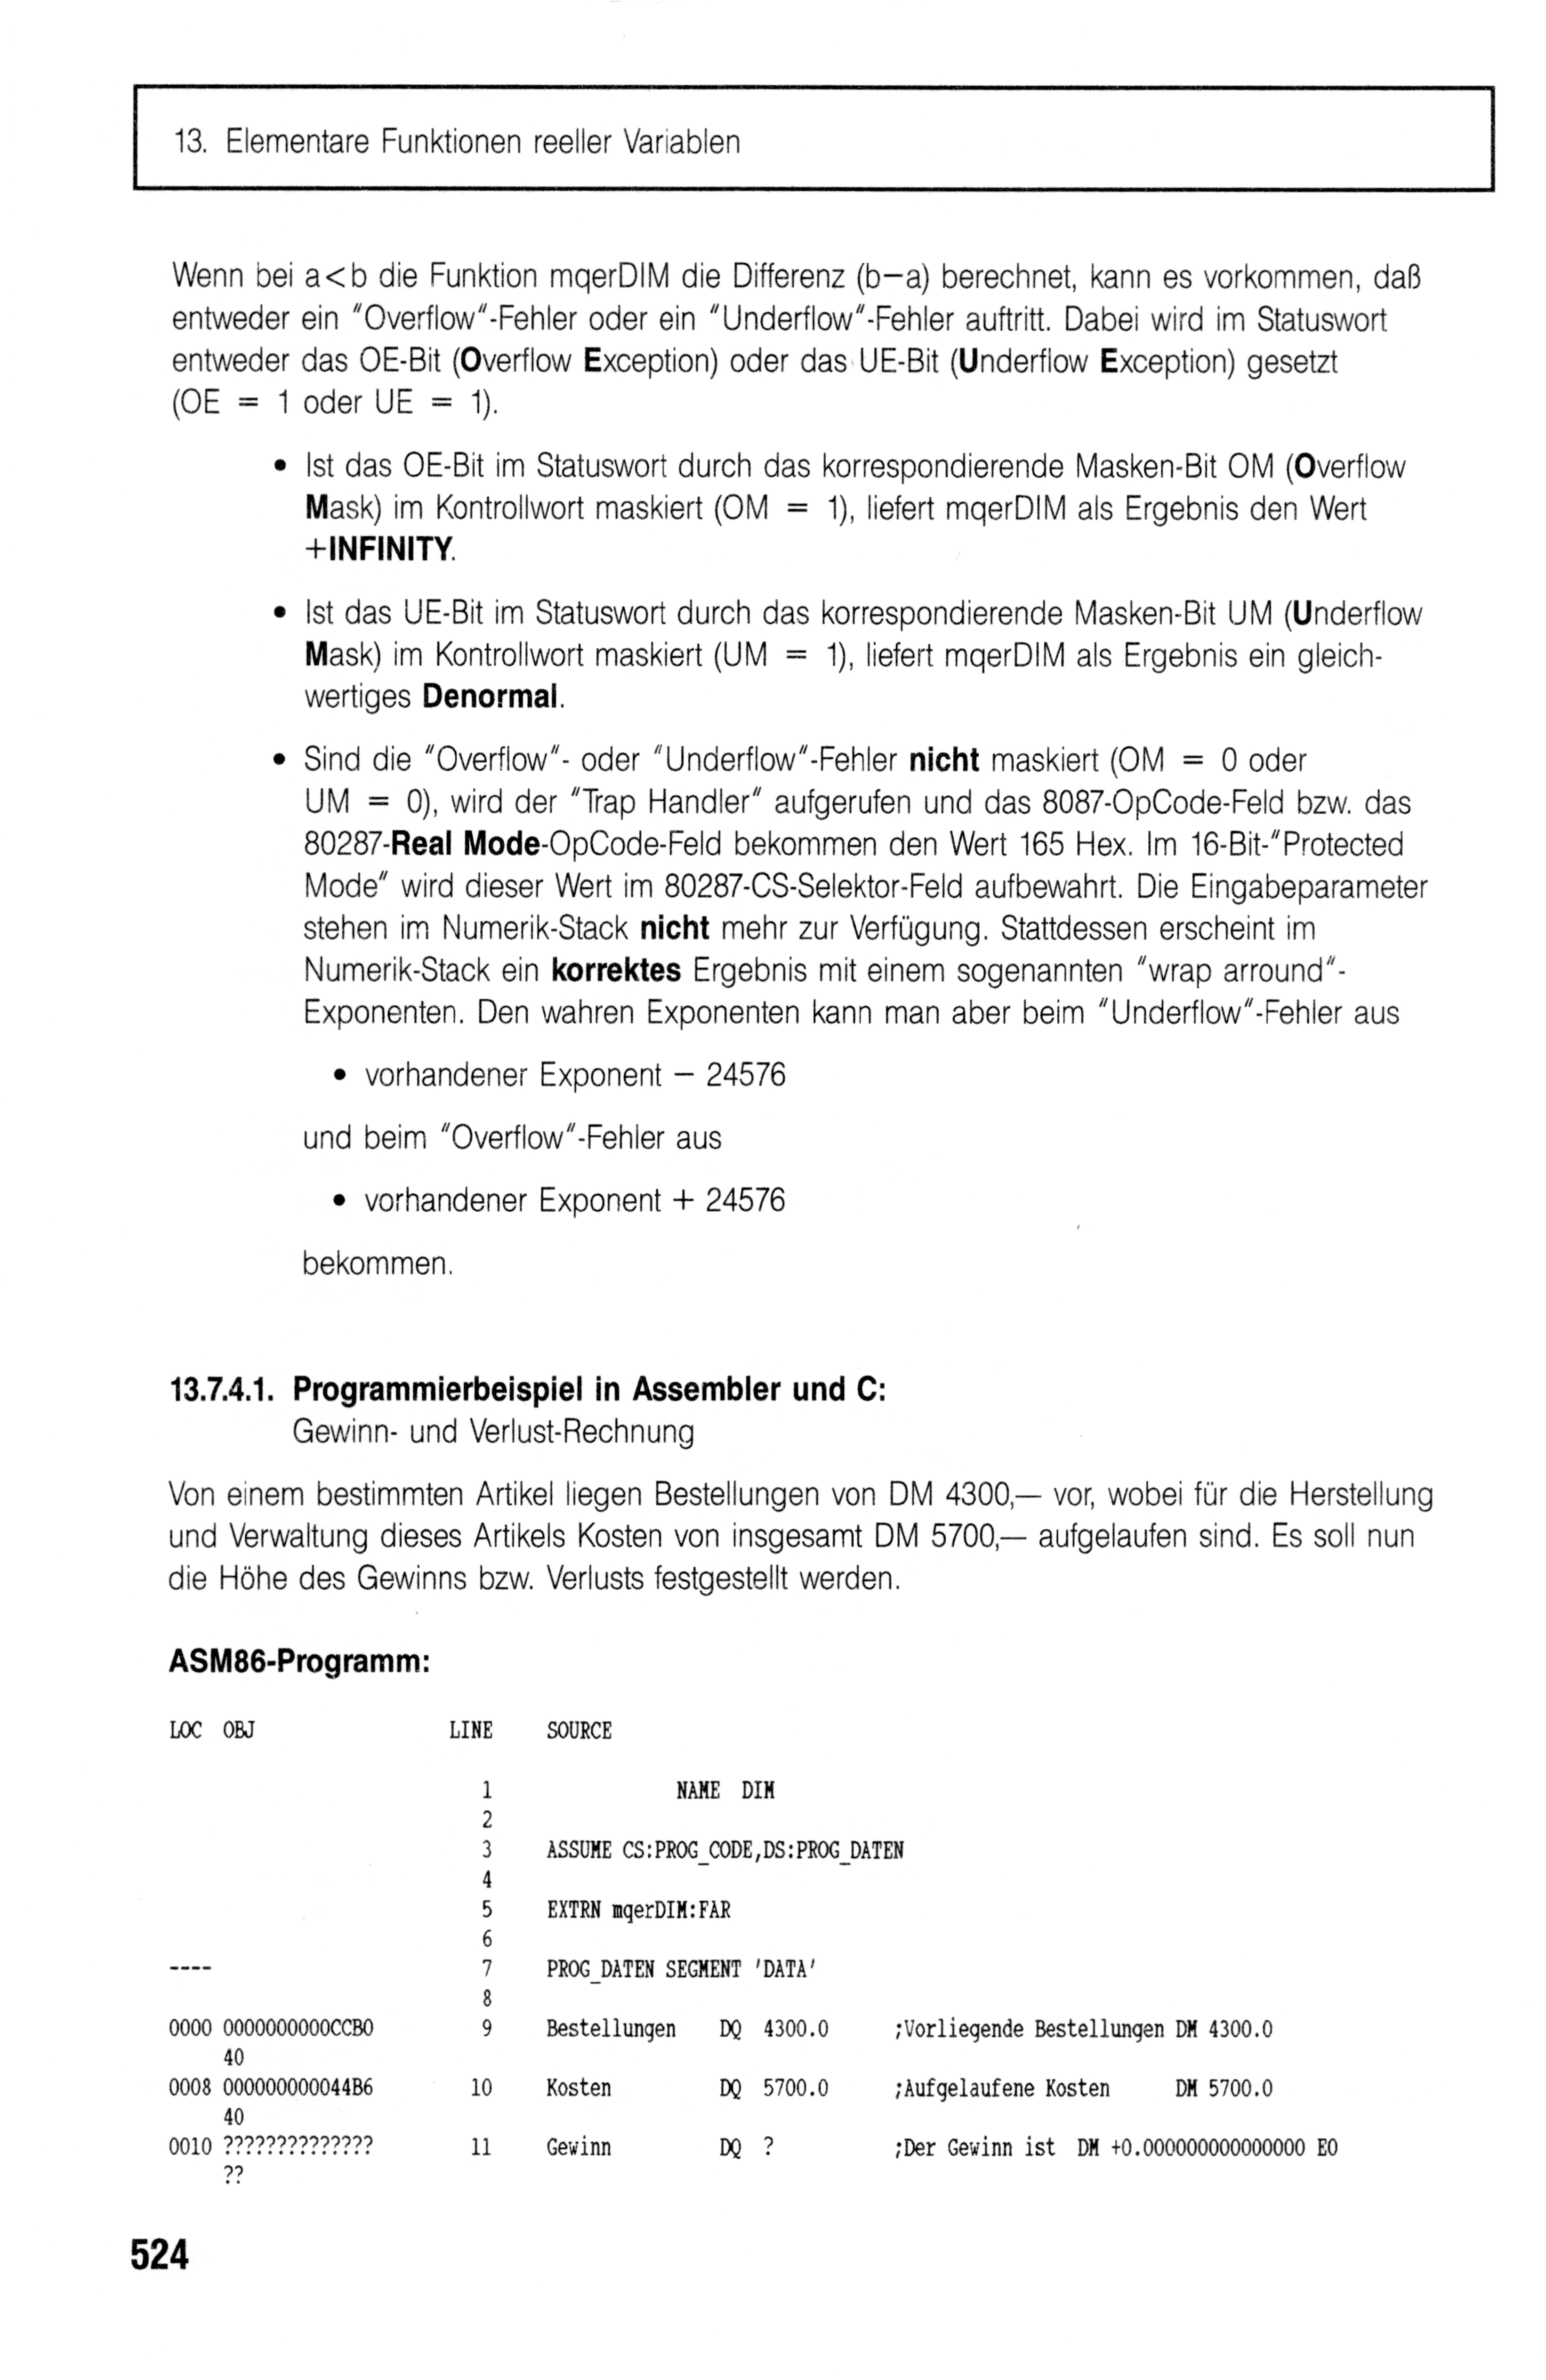 13. Elementare Funktionen reeller Variablen
Wenn bei a<b die Funktion mqerDIM die Differenz (b–a) berechnet, kann es vorkommen, daß
entweder ein "Overflow"-Fehler oder ein "Underflow"-Fehler auftritt. Dabei wird im Statuswort
entweder das OE-Bit (Overflow Exception) oder das UE-Bit (Underflow Exception) gesetzt
(OE = 1 oder UE = 1).
• Ist das OE-Bit im Statuswort durch das korrespondierende Masken-Bit OM (Overflow
Mask) im Kontrollwort maskiert (OM = 1), liefert mqerDIM als Ergebnis den Wert
+INFINITY.
• Ist das UE-Bit im Statuswort durch das korrespondierende Masken-Bit UM (Underflow
Mask) im Kontrollwort maskiert (UM = 1), liefert mqerDIM als Ergebnis ein gleich-
wertiges Denormal.
• Sind die "Overflow"- oder "Underflow"-Fehler nicht maskiert (OM = 0 oder
UM = 0), wird der "Trap Handler" aufgerufen und das 8087-OpCode-Feld bzw. das
80287-Real Mode-OpCode-Feld bekommen den Wert 165 Hex. Im 16-Bit-"Protected
Mode" wird dieser Wert im 80287-CS-Selektor-Feld aufbewahrt. Die Eingabeparameter
stehen im Numerik-Stack nicht mehr zur Verfügung. Stattdessen erscheint im
Numerik-Stack ein korrektes Ergebnis mit einem sogenannten "wrap arround"-
Exponenten. Den wahren Exponenten kann man aber beim "Underflow"-Fehler aus
• vorhandener Exponent – 24576
und beim "Overflow"-Fehler aus
• vorhandener Exponent + 24576
bekommen.
13.7.4.1. Programmierbeispiel in Assembler und C:
Gewinn- und Verlust-Rechnung
Von einem bestimmten Artikel liegen Bestellungen von DM 4300,— vor, wobei für die Herstellung
und Verwaltung dieses Artikels Kosten von insgesamt DM 5700,— aufgelaufen sind. Es soll nun
die Höhe des Gewinns bzw. Verlusts festgestellt werden.
ASM86-Programm:
LOC OBJ LINE SOURCE
1 NAME DIM
2
3 ASSUME CS:PROG_CODE,DS:PROG_DATEN
4
5 EXTRN mqerDIM:FAR
6
---- 7 PROG_DATEN SEGMENT 'DATA'
8
0000 0000000000CCB0 9 Bestellungen DQ 4300.0 ;Vorliegende Bestellungen DM 4300.0
40
0008 000000000044B6 10 Kosten DQ 5700.0 ;Aufgelaufene Kosten DM 5700.0
40
0010 ?????????????? 11 Gewinn DQ ? ;Der Gewinn ist DM +0.000000000000000 E0
??
524